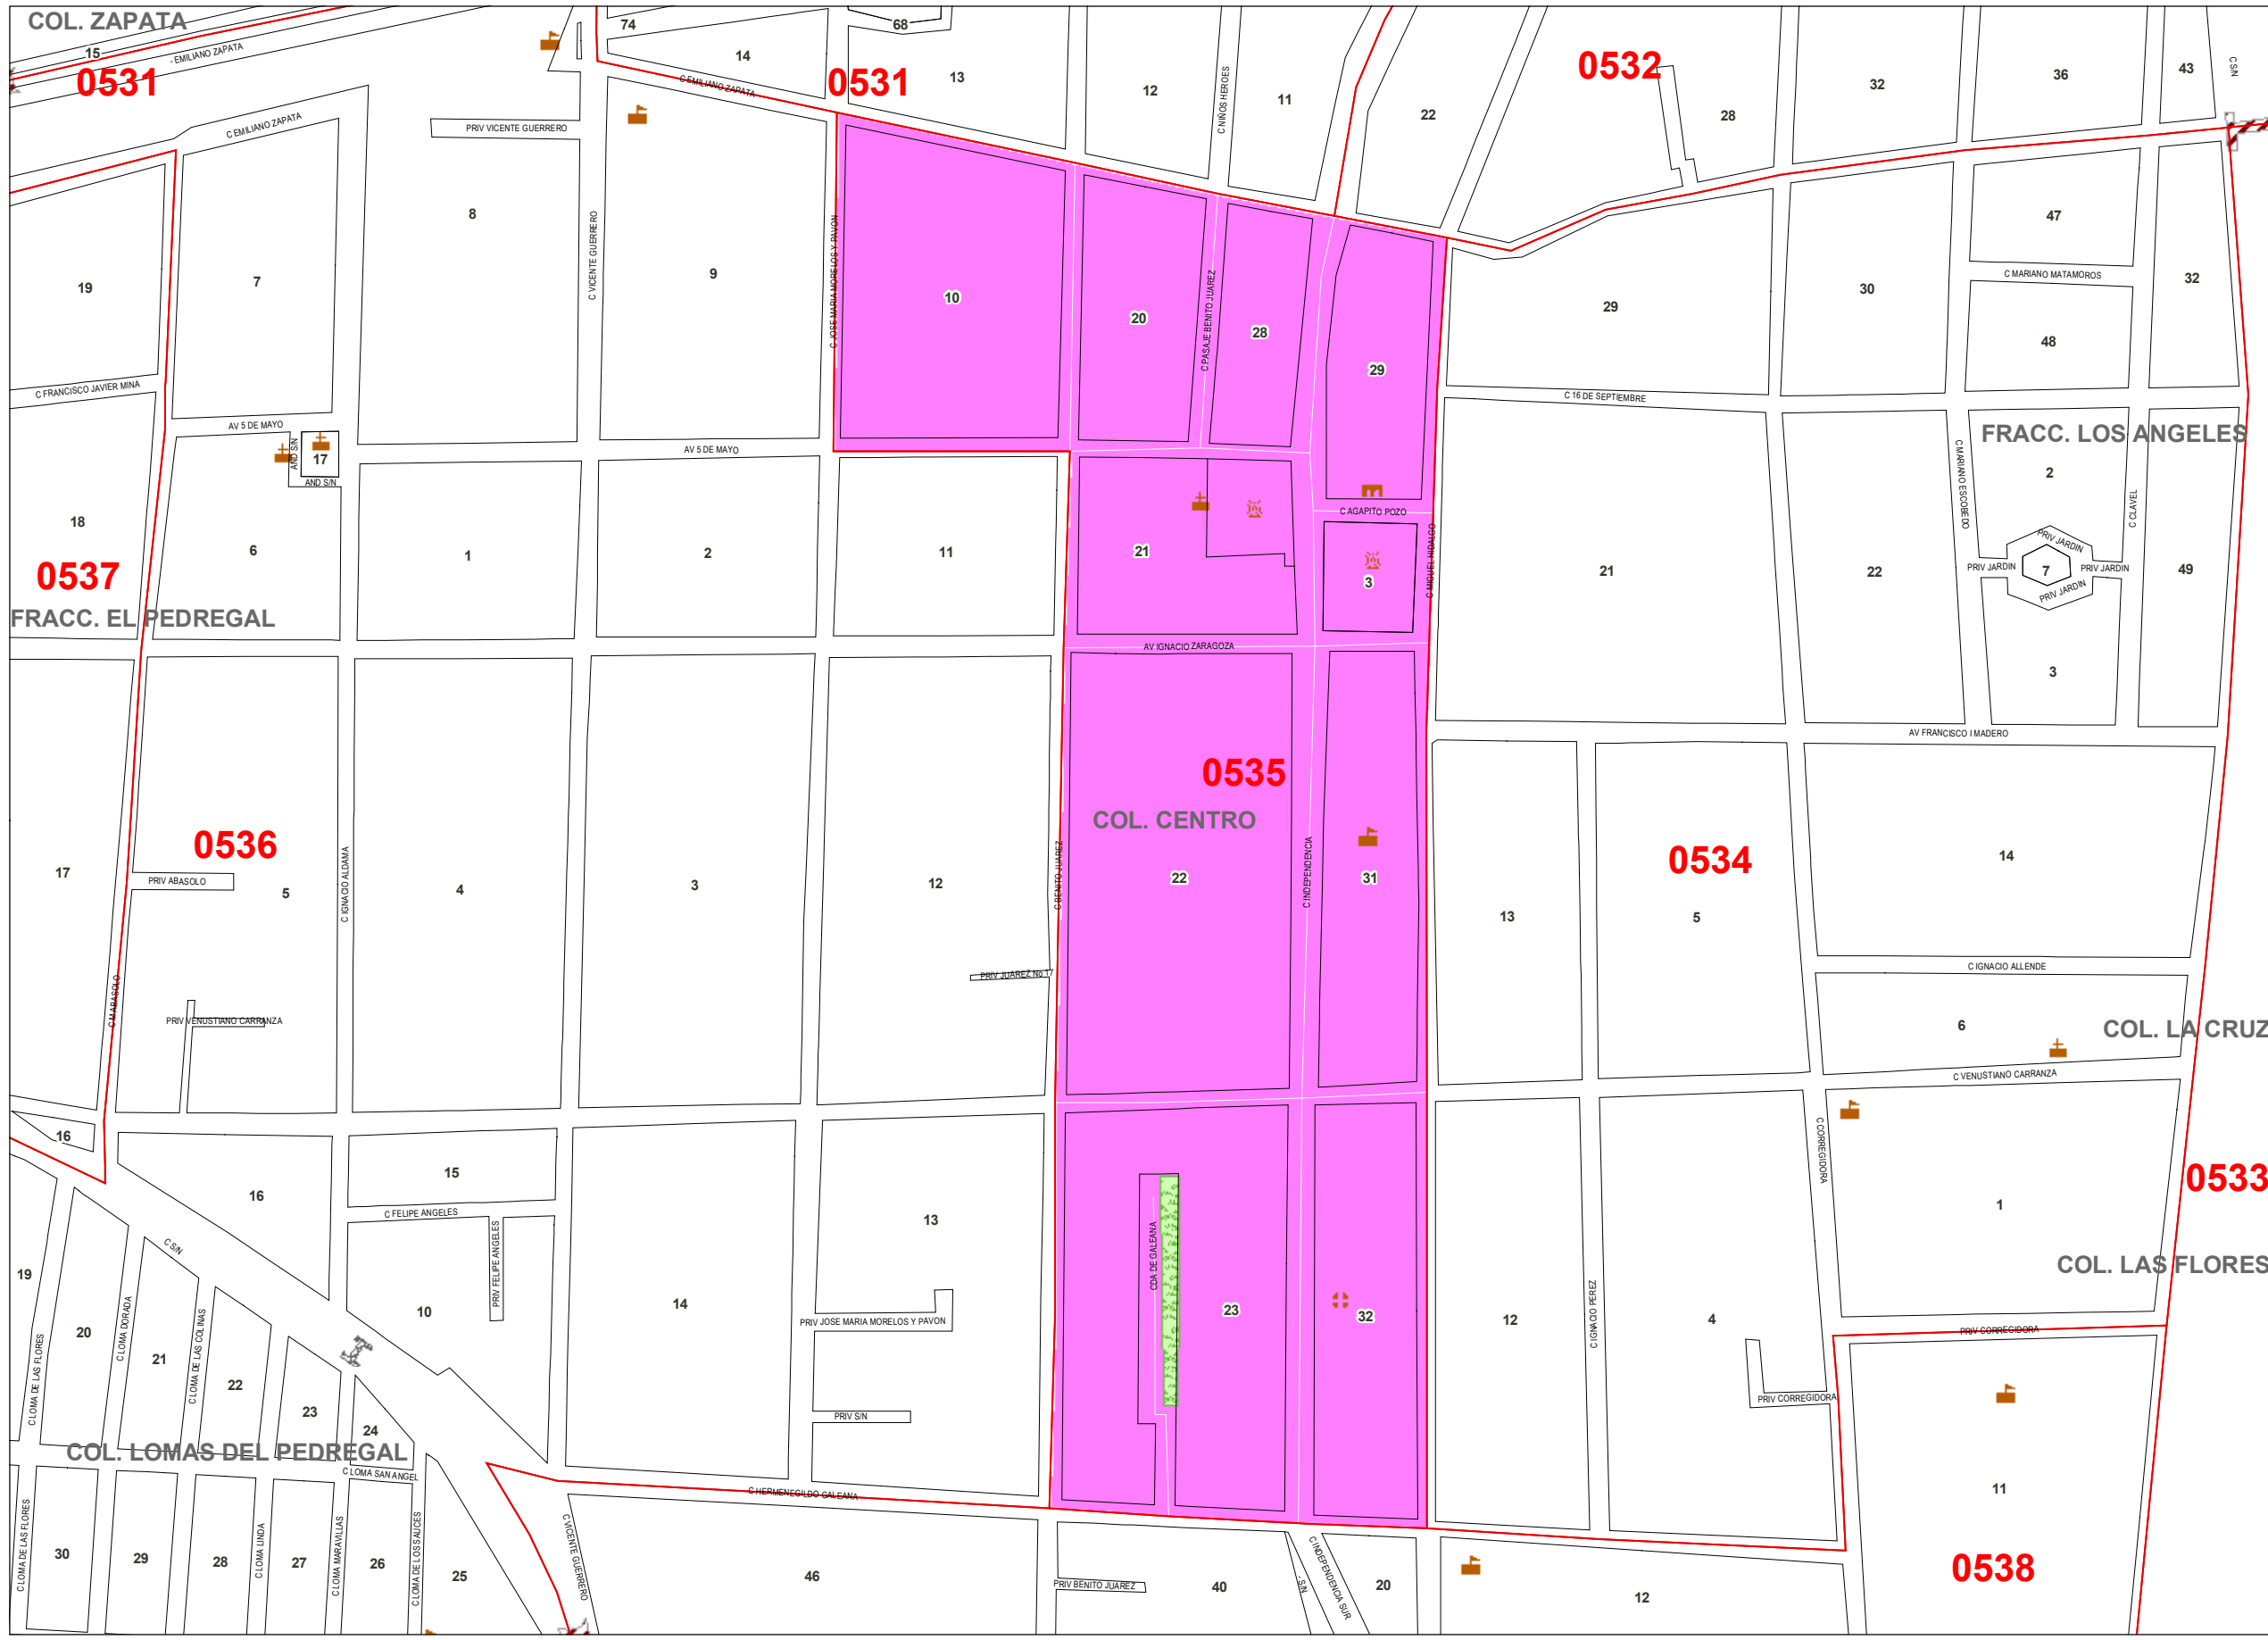 COL. ZAPATA
74
68
15
- EMILIANO ZAPATA
0531
14
C EMILIANO ZAPATA
0531
13
12
C NIÑOS HEROES
11
22
0532
28
32
36
43
C S/N
C EMILIANO ZAPATA
PRIV VICENTE GUERRERO
19
7
8
C VICENTE GUERRERO
9
C JOSE MARIA MORELOS Y PAVON
10
20
C PASAJE BENITO JUAREZ
28
29
29
30
47
C MARIANO MATAMOROS
48
32
C FRANCISCO JAVIER MINA
C 16 DE SEPTIEMBRE
AV 5 DE MAYO
AV 5 DE MAYO
AND S/N
17
AND S/N
18
6
1
2
11
21
C AGAPITO POZO
3
C MIGUEL HIDALGO
21
22
C MARIANO ESCOBEDO
FRACC. LOS ANGELES
2
C CLAVEL
PRIV JARDIN
PRIV JARDIN
7
PRIV JARDIN
PRIV JARDIN
49
3
0537
FRACC. EL PEDREGAL
AV IGNACIO ZARAGOZA
AV FRANCISCO I MADERO
0535
COL. CENTRO
0536
17
PRIV ABASOLO
5
C IGNACIO ALDAMA
4
3
12
C BENITO JUAREZ
22
C INDEPENDENCIA
31
13
0534
5
14
C IGNACIO ALLENDE
C M ABASOLO
PRIV VENUSTIANO CARRANZA
PRIV JUAREZ No 17
6
COL. LA CRUZ
C VENUSTIANO CARRANZA
16
16
15
C FELIPE ANGELES
PRIV FELIPE ANGELES
10
14
13
PRIV JOSE MARIA MORELOS Y PAVON
PRIV S/N
CDA DE GALEANA
23
32
12
C IGNACIO PEREZ
4
C CORREGIDORA
PRIV CORREGIDORA
1
0533
COL. LAS FLORES
PRIV CORREGIDORA
11
0538
C S/N
19
C LOMA DE LAS FLORES
20
C LOMA DORADA
21
C LOMA DE LAS COLINAS
22
23
24
COL. LOMAS DEL PEDREGAL
C LOMA SAN ANGEL
C HERMENEGILDO GALEANA
C LOMA DE LAS FLORES
30
29
28
C LOMA LINDA
27
C LOMA MARAVILLAS
26
C LOMA DE LOS SAUCES
25
C VICENTE GUERRERO
46
PRIV BENITO JUAREZ
40
- S/N
C INDEPENDENCIA SUR
20
12